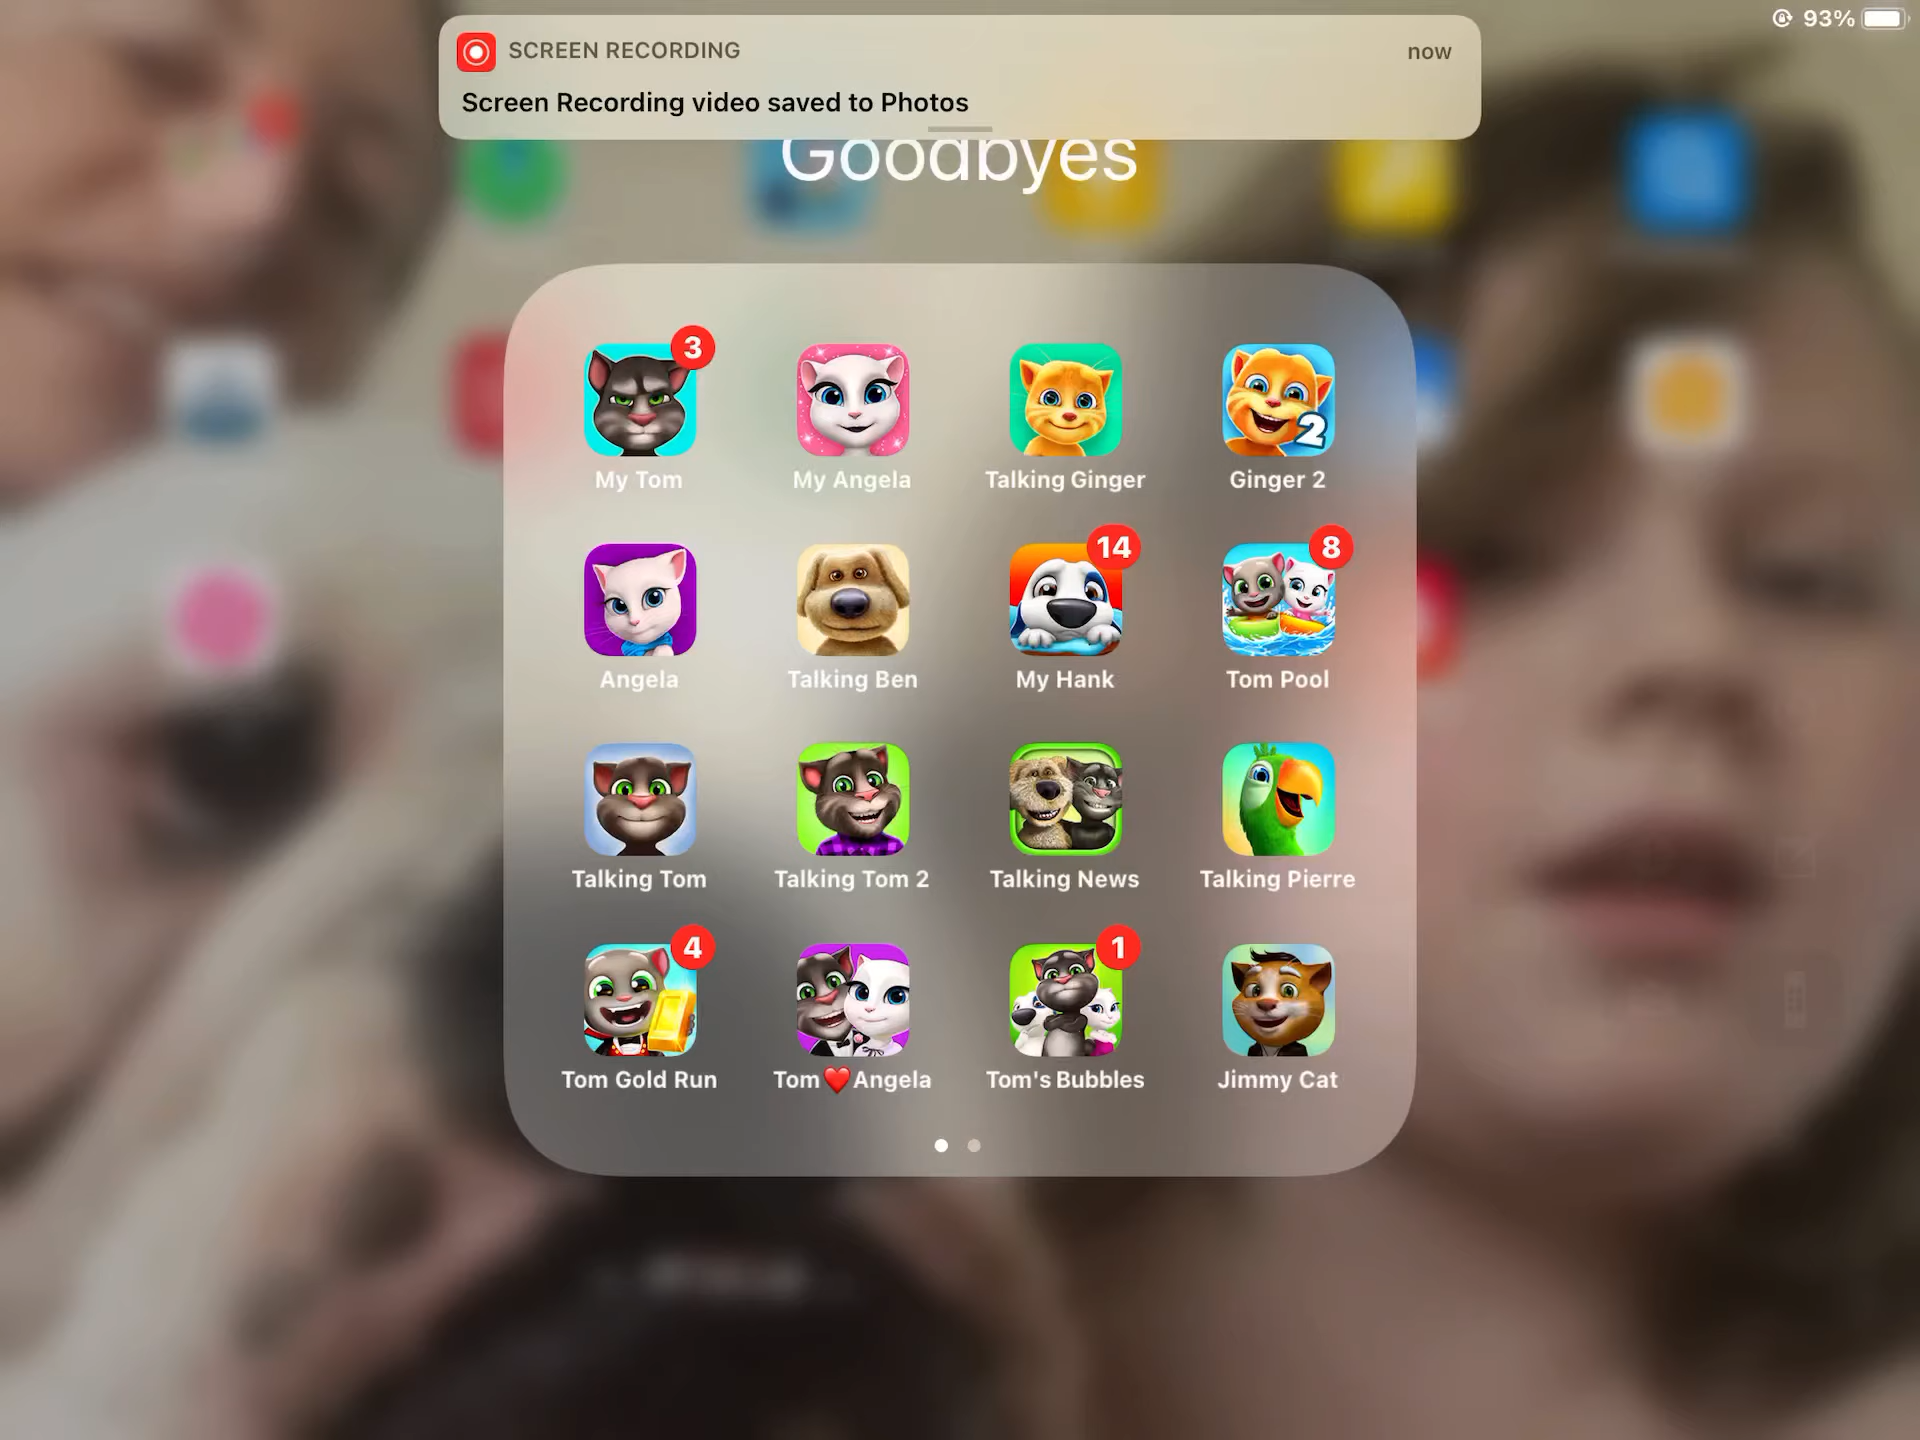 93%
SCREEN RECORDING
now
Screen Recording video saved to Photos
Goodbyes
3
My Tom
My Angela
Talking Ginger
2
Ginger 2
Angela
Talking Ben
14
My Hank
8
Tom Pool
Talking Tom
Talking Tom 2
Talking News
Talking Pierre
4
Tom Gold Run
Tom❤️Angela
1
Tom's Bubbles
Jimmy Cat